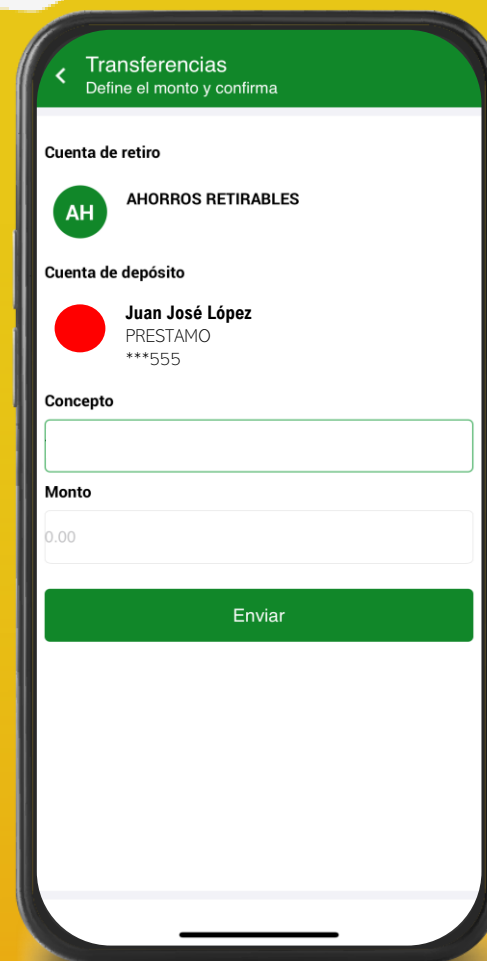 Transferencias
Define el monto y confirma
Cuenta de retiro
AH
AHORROS RETIRABLES
Cuenta de depósito
Juan José López
PRESTAMO
***555
Concepto
Monto
0.00
Enviar